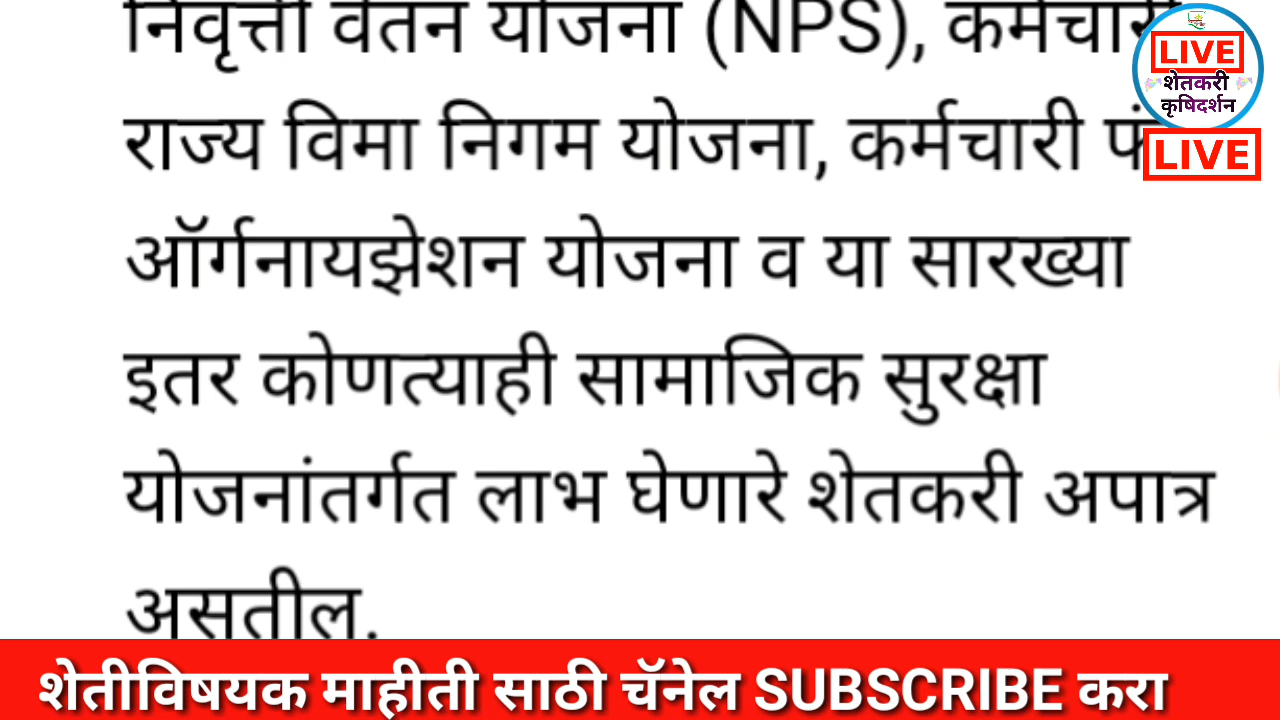 निवृत्ती वेतन योजना (NPS), कर्मचारी
राज्य विमा निगम योजना, कर्मचारी
ऑर्गनायझेशन योजना व या सारख्या
इतर कोणत्याही सामाजिक सुरक्षा
योजनांतर्गत लाभ घेणारे शेतकरी अपात्र
असतील.
LIVE
शेतकरी
कृषिदर्शन
LIVE
शेतीविषयक माहीती साठी चॅनेल SUBSCRIBE करा